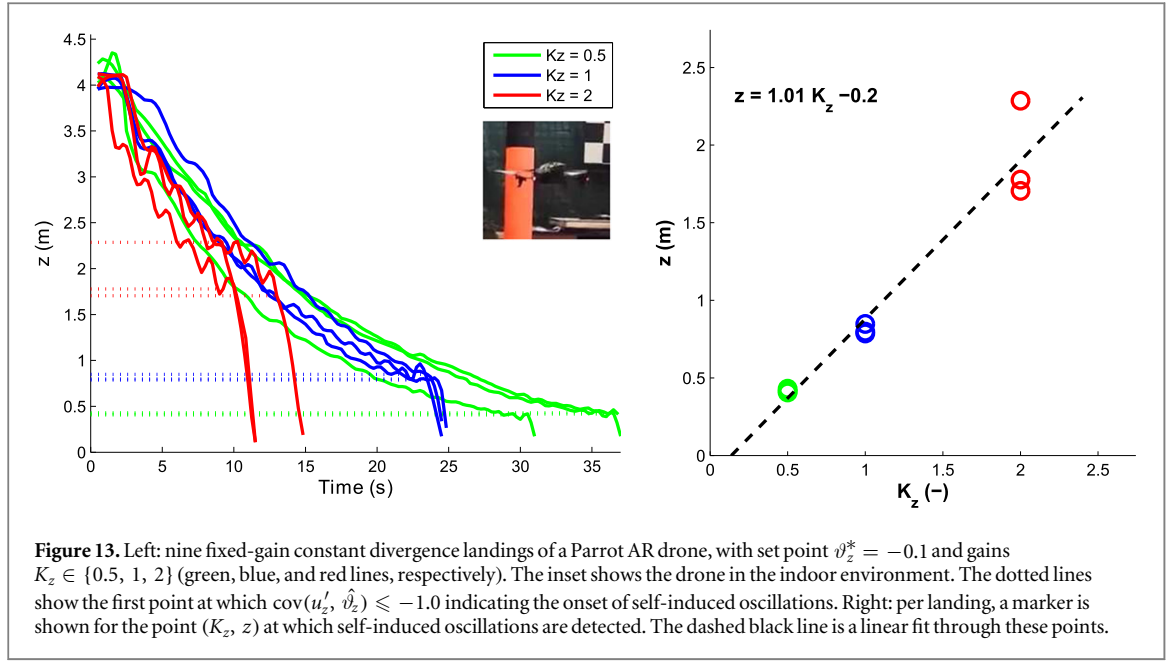 4.5
4
3.5
3
2.5
2
1.5
1
0.5
0
z (m)
0 5 10 15 20 25 30 35
Time (s)
Kz = 0.5
Kz = 1
Kz = 2
z = 1.01 K_z −0.2
2.5
2
1.5
1
0.5
0
z (m)
0 0.5 1 1.5 2 2.5
K_z (−)
Figure 13. Left: nine fixed-gain constant divergence landings of a Parrot AR drone, with set point ϑ_z^* = −0.1 and gains
K_z ∈ {0.5, 1, 2} (green, blue, and red lines, respectively). The inset shows the drone in the indoor environment. The dotted lines
show the first point at which cov(u′_z, ϑ̂_z) ⩽ −1.0 indicating the onset of self-induced oscillations. Right: per landing, a marker is
shown for the point (K_z, z) at which self-induced oscillations are detected. The dashed black line is a linear fit through these points.